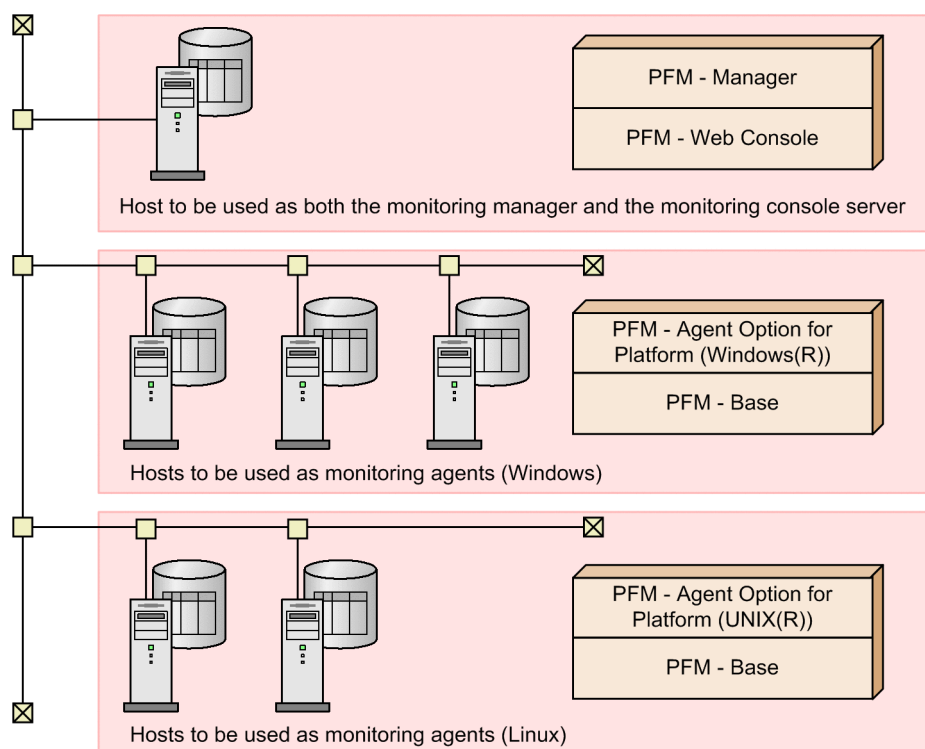 PFM - Manager
PFM - Web Console
Host to be used as both the monitoring manager and the monitoring console server
PFM - Agent Option for
Platform (Windows(R))
PFM - Base
Hosts to be used as monitoring agents (Windows)
PFM - Agent Option for
Platform (UNIX(R))
PFM - Base
Hosts to be used as monitoring agents (Linux)